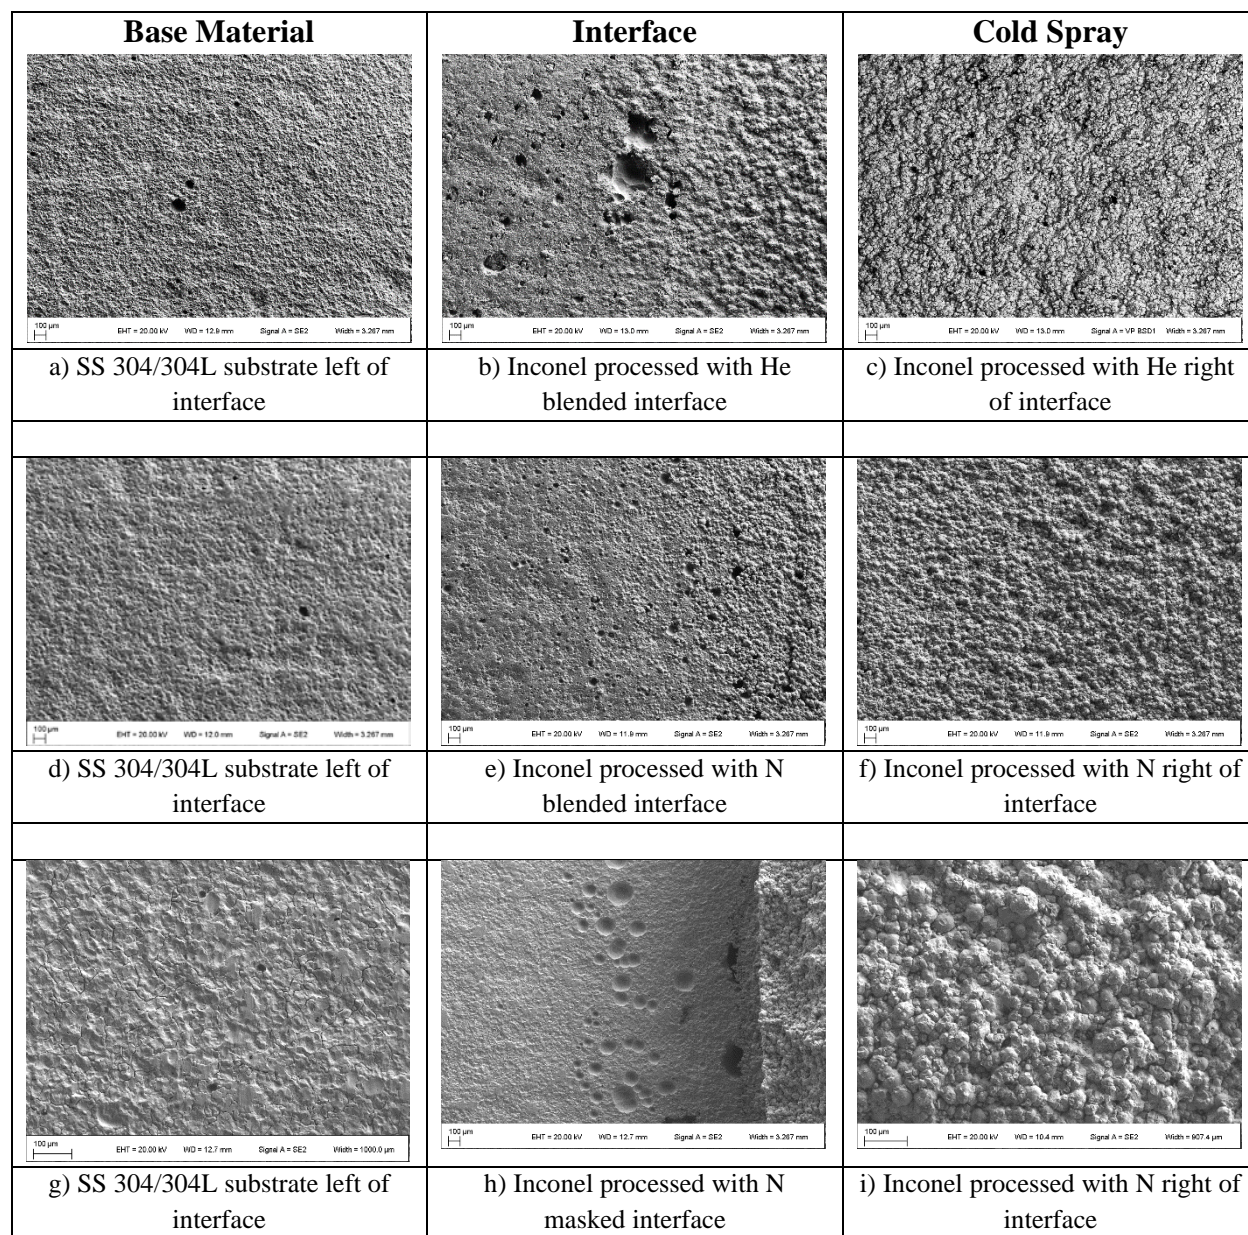 Base Material
Interface
Cold Spray
100 µm
EHT = 20.00 kV WD = 12.9 mm Signal A = SE2 Width = 3.267 mm
100 µm
EHT = 20.00 kV WD = 13.0 mm Signal A = SE2 Width = 3.267 mm
100 µm
EHT = 20.00 kV WD = 13.0 mm Signal A = VP BSD1 Width = 3.267 mm
a) SS 304/304L substrate left of
interface
b) Inconel processed with He
blended interface
c) Inconel processed with He right
of interface
100 µm
EHT = 20.00 kV WD = 12.0 mm Signal A = SE2 Width = 3.267 mm
100 µm
EHT = 20.00 kV WD = 11.9 mm Signal A = SE2 Width = 3.267 mm
100 µm
EHT = 20.00 kV WD = 11.9 mm Signal A = SE2 Width = 3.267 mm
d) SS 304/304L substrate left of
interface
e) Inconel processed with N
blended interface
f) Inconel processed with N right of
interface
100 µm
EHT = 20.00 kV WD = 12.7 mm Signal A = SE2 Width = 1000.0 µm
100 µm
EHT = 20.00 kV WD = 12.7 mm Signal A = SE2 Width = 3.267 mm
100 µm
EHT = 20.00 kV WD = 10.4 mm Signal A = SE2 Width = 907.4 µm
g) SS 304/304L substrate left of
interface
h) Inconel processed with N
masked interface
i) Inconel processed with N right of
interface